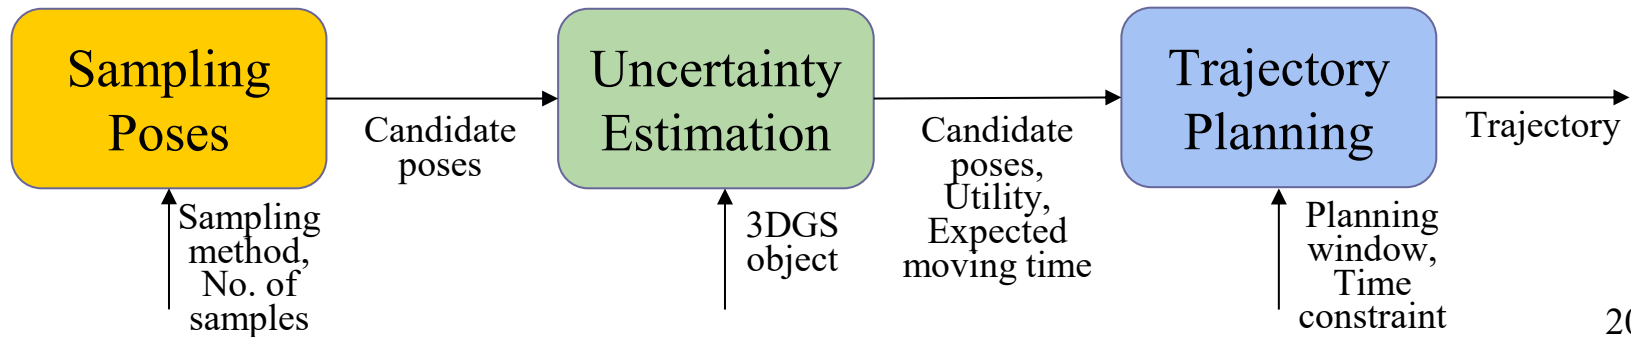 Sampling
Poses
Candidate
poses
Uncertainty
Estimation
Candidate
poses,
Utility,
Expected
moving time
Trajectory
Planning
Trajectory
Sampling
method,
No. of
samples
3DGS
object
Planning
window,
Time
constraint